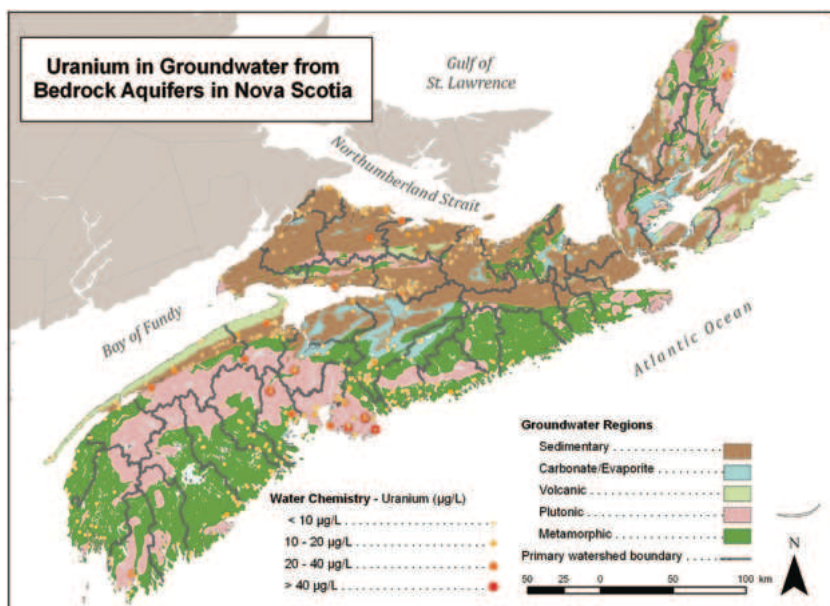 Uranium in Groundwater from
Bedrock Aquifers in Nova Scotia
Gulf of
St. Lawrence
Northumberland Strait
Bay of Fundy
Atlantic Ocean
Groundwater Regions
Sedimentary
Carbonate/Evaporite
Volcanic
Plutonic
Metamorphic
Primary watershed boundary
Water Chemistry - Uranium (µg/L)
< 10 µg/L
10 - 20 µg/L
20 - 40 µg/L
> 40 µg/L
N
50 25 0 50 100 km